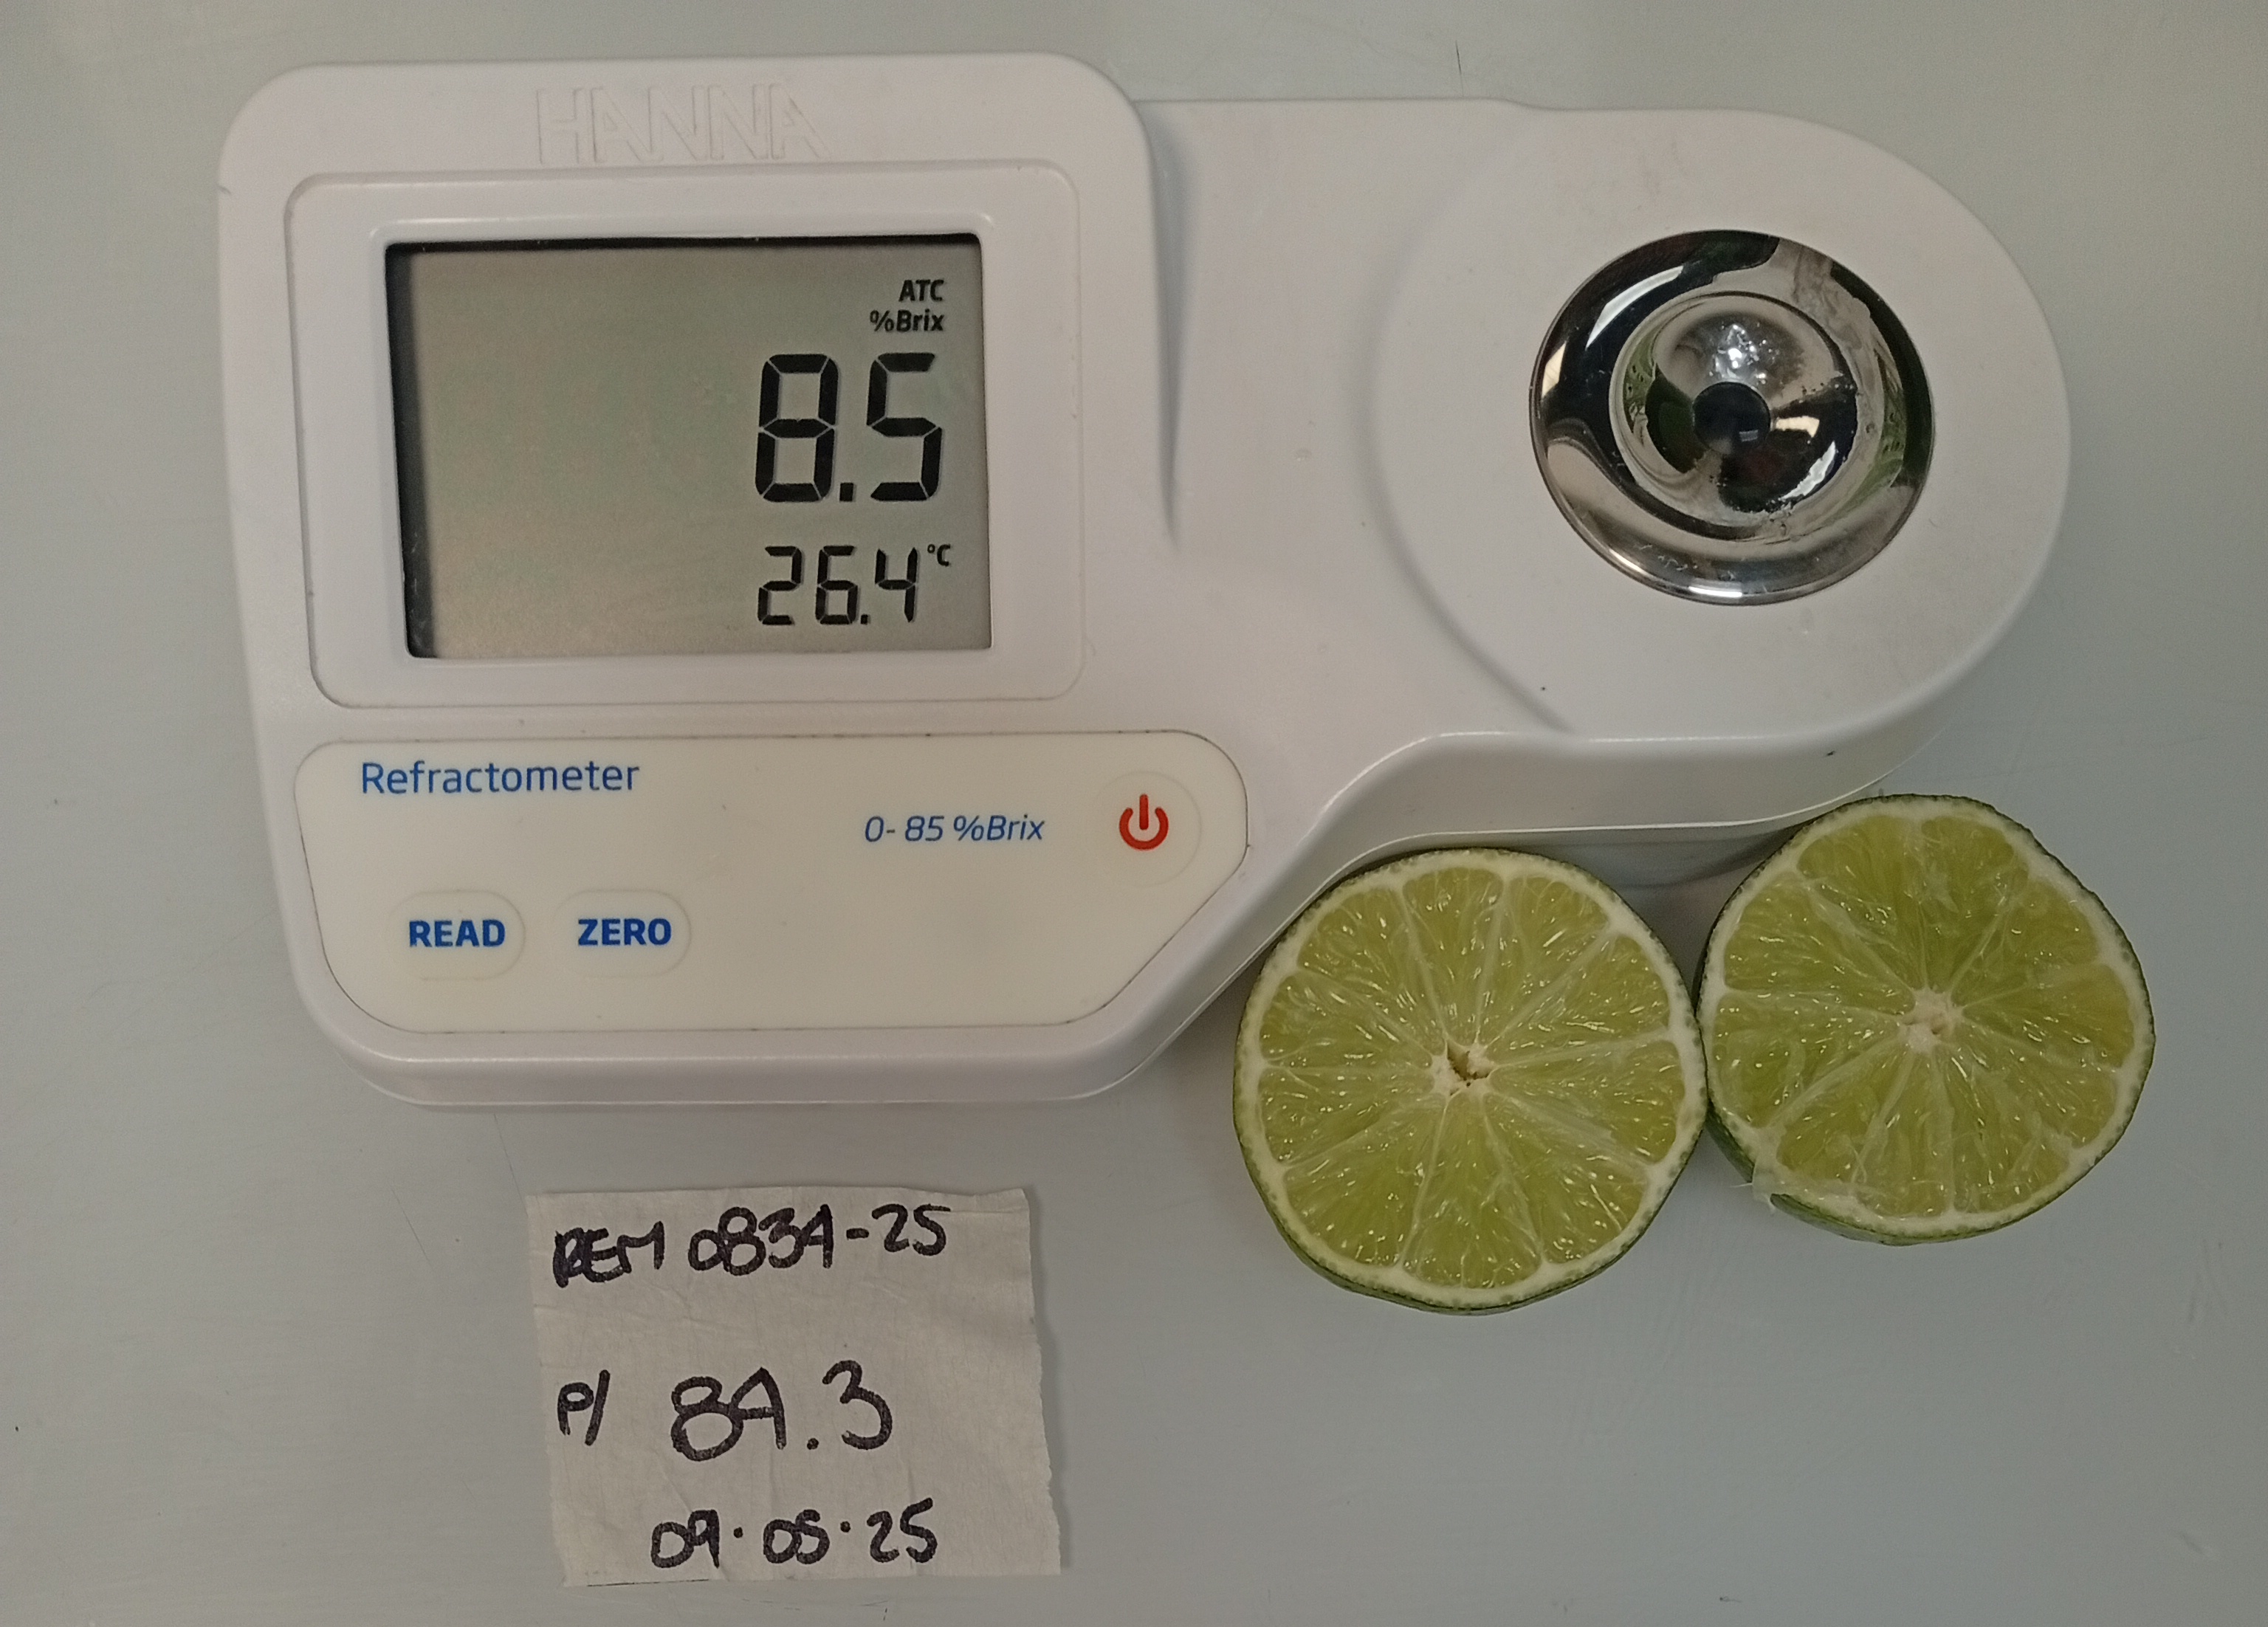 HANNA
ATC
%Brix
8.5
26.4 °C
Refractometer
0-85 %Brix
READ ZERO
REM 0834-25
P/ 84.3
09.05.25